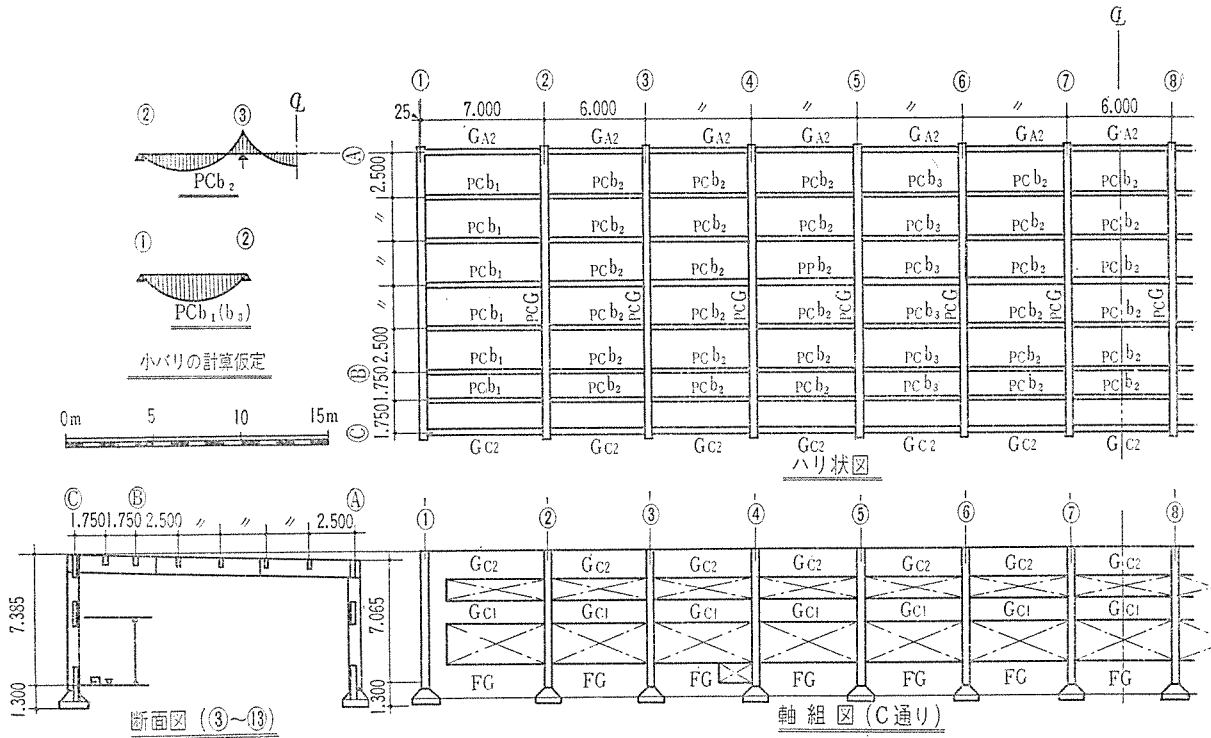 ℄
① ② ③ ④ ⑤ ⑥ ⑦ ⑧
25 7.000 6.000 〃 〃 〃 〃 6.000
GA2 GA2 GA2 GA2 GA2 GA2 GA2
Ⓐ
2.500
PCb1 PCb2 PCb2 PCb2 PCb3 PCb2 PCb2
〃
PCb1 PCb2 PCb2 PCb2 PCb3 PCb2 PCb2
〃
PCb1 PCb2 PCb2 PPb2 PCb3 PCb2 PCb2
〃
PCb1 PCb2 PCb2 PCb2 PCb3 PCb2 PCb2
PCG PCG PCG PCG PCG PCG
2.500
PCb1 PCb2 PCb2 PCb2 PCb3 PCb2 PCb2
Ⓑ
1.750
PCb1 PCb2 PCb2 PCb2 PCb3 PCb2 PCb2
1.750
Ⓒ
GC2 GC2 GC2 GC2 GC2 GC2 GC2
ハリ状図
② ③ ℄
PCb2
① ②
PCb1(b3)
小バリの計算仮定
0m 5 10 15m
Ⓒ Ⓑ Ⓐ
1.750 1.750 2.500 〃 〃 〃 2.500
7.385
1.300
7.065
1.300
断面図 (③~⑬)
① ② ③ ④ ⑤ ⑥ ⑦ ⑧
GC2 GC2 GC2 GC2 GC2 GC2 GC2
GC1 GC1 GC1 GC1 GC1 GC1 GC1
FG FG FG FG FG FG FG
軸組図(C通り)